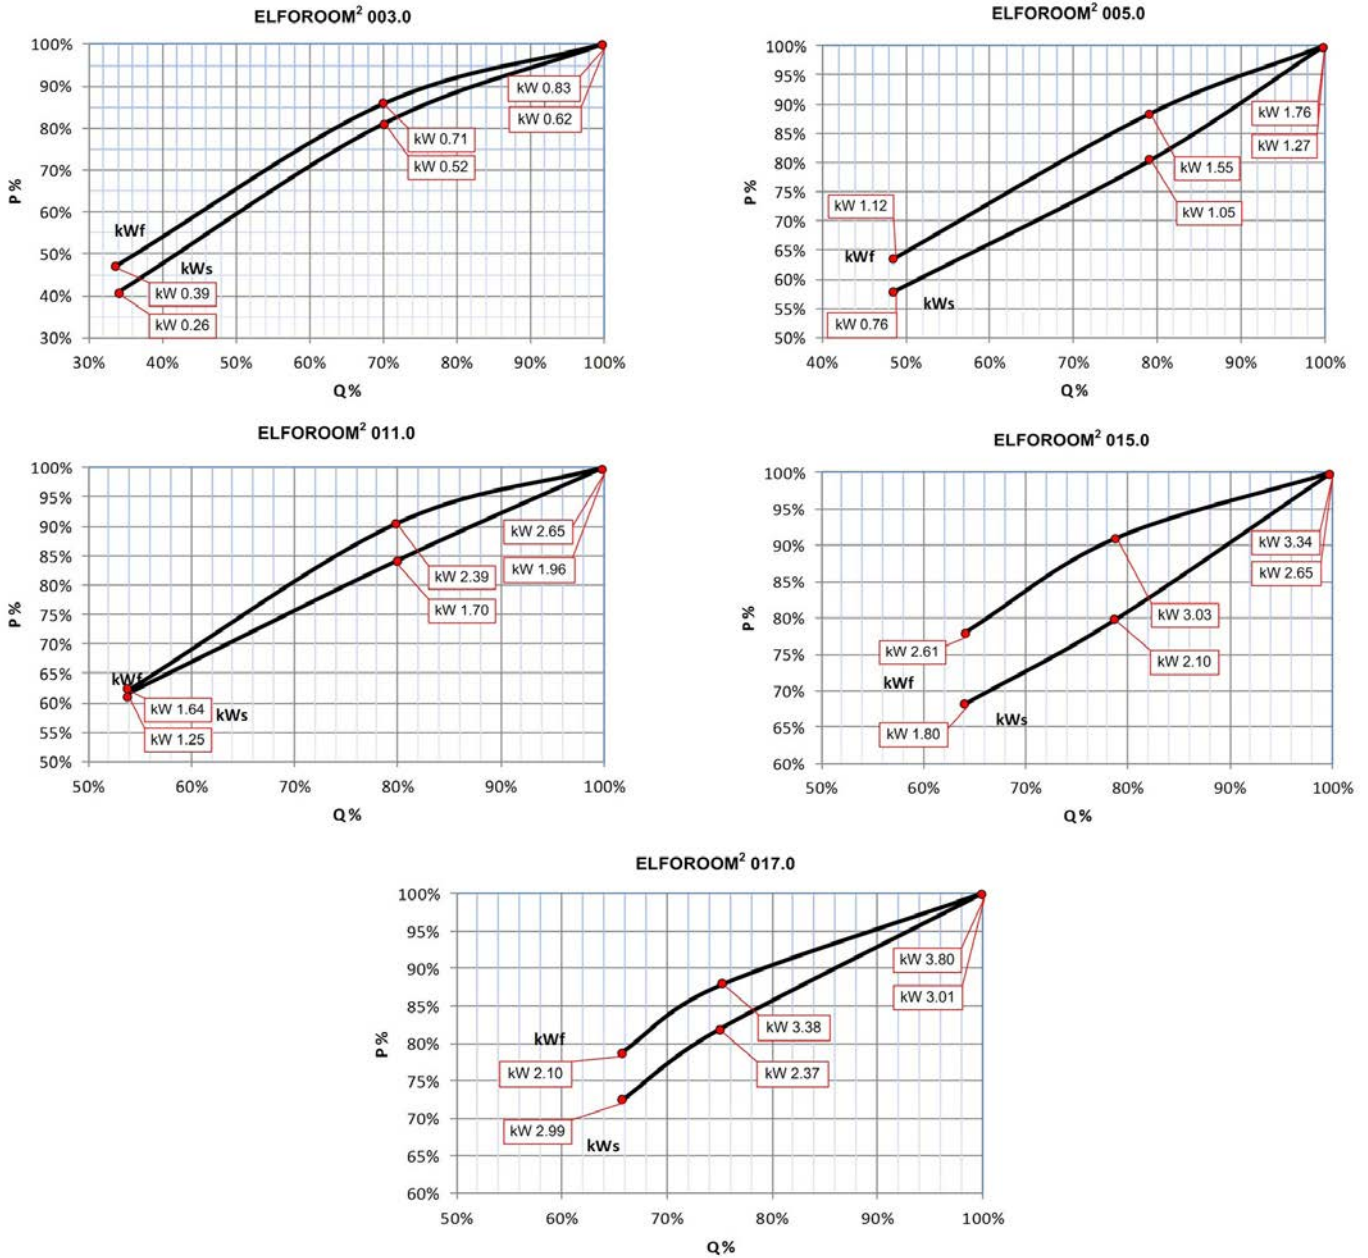 ELFOROOM² 003.0
100%
90%
80%
70%
60%
50%
40%
30%
P%
kW 0.83
kW 0.62
kW 0.71
kW 0.52
kWf
kWs
kW 0.39
kW 0.26
30% 40% 50% 60% 70% 80% 90% 100%
Q%
ELFOROOM² 005.0
100%
95%
90%
85%
80%
75%
70%
65%
60%
55%
50%
P%
kW 1.76
kW 1.27
kW 1.55
kW 1.12
kW 1.05
kWf
kWs
kW 0.76
40% 50% 60% 70% 80% 90% 100%
Q%
ELFOROOM² 011.0
100%
95%
90%
85%
80%
75%
70%
65%
60%
55%
50%
P%
kW 2.65
kW 1.96
kW 2.39
kW 1.70
kWf
kW 1.64
kWs
kW 1.25
50% 60% 70% 80% 90% 100%
Q%
ELFOROOM² 015.0
100%
95%
90%
85%
80%
75%
70%
65%
60%
P%
kW 3.34
kW 2.65
kW 3.03
kW 2.61
kW 2.10
kWf
kWs
kW 1.80
50% 60% 70% 80% 90% 100%
Q%
ELFOROOM² 017.0
100%
95%
90%
85%
80%
75%
70%
65%
60%
P%
kW 3.80
kW 3.01
kW 3.38
kWf
kW 2.10
kW 2.37
kW 2.99
kWs
50% 60% 70% 80% 90% 100%
Q%